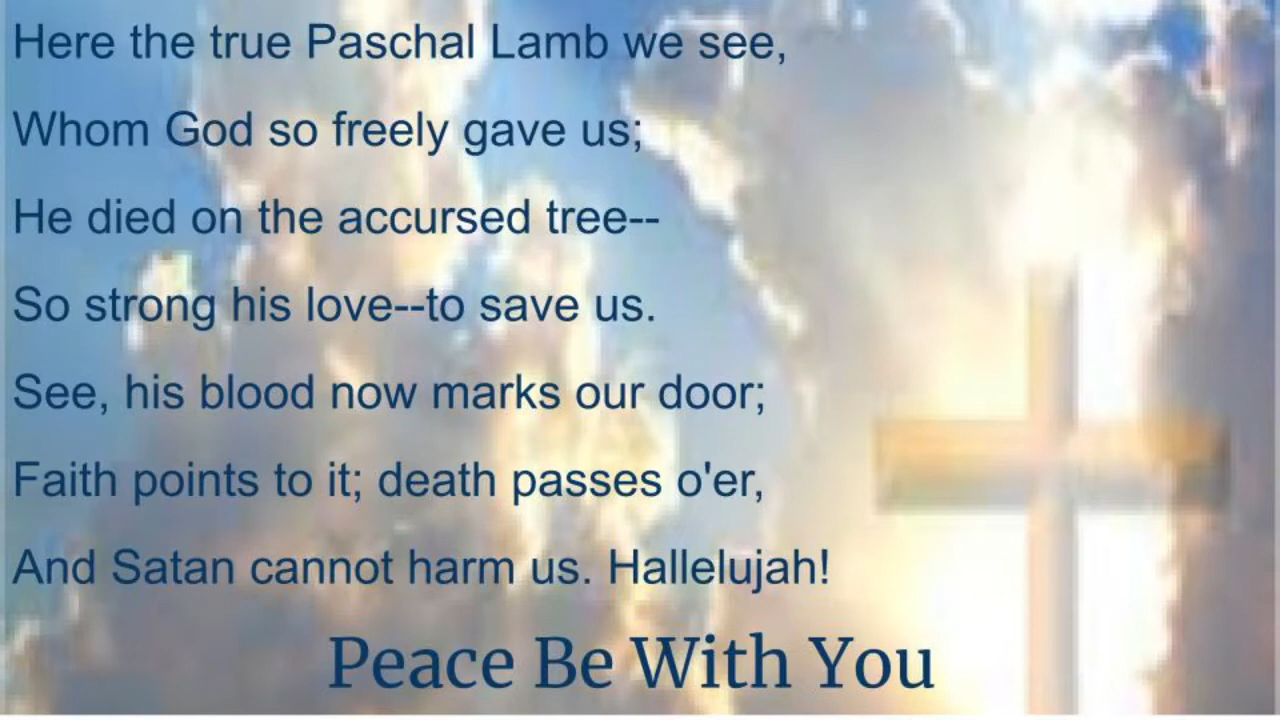 Here the true Paschal Lamb we see,
Whom God so freely gave us;
He died on the accursed tree--
So strong his love--to save us.
See, his blood now marks our door;
Faith points to it; death passes o'er,
And Satan cannot harm us. Hallelujah!
Peace Be With You